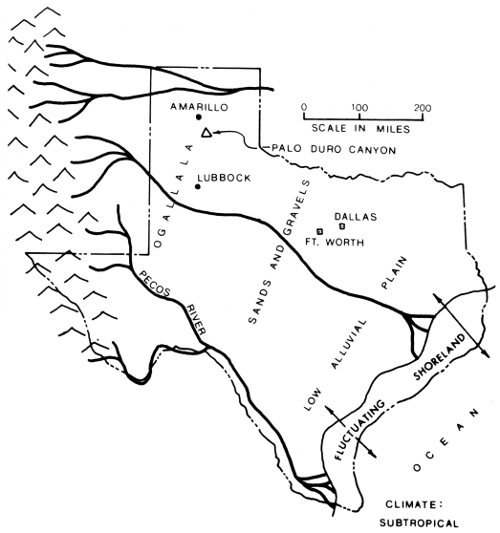 AMARILLO
0 100 200
SCALE IN MILES
PALO DURO CANYON
OGALLALA
LUBBOCK
SANDS AND GRAVELS
DALLAS
FT. WORTH
PECOS RIVER
LOW ALLUVIAL PLAIN
FLUCTUATING SHORELAND
OCEAN
CLIMATE:
SUBTROPICAL